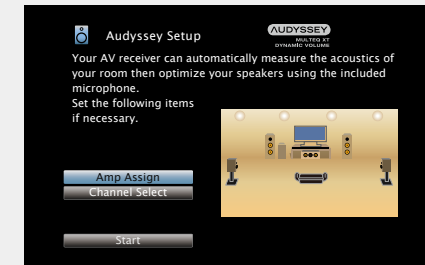 Audyssey Setup
AUDYSSEY
MULTEQ XT
DYNAMIC VOLUME
Your AV receiver can automatically measure the acoustics of
your room then optimize your speakers using the included
microphone.
Set the following items
if necessary.
Amp Assign
Channel Select
Start